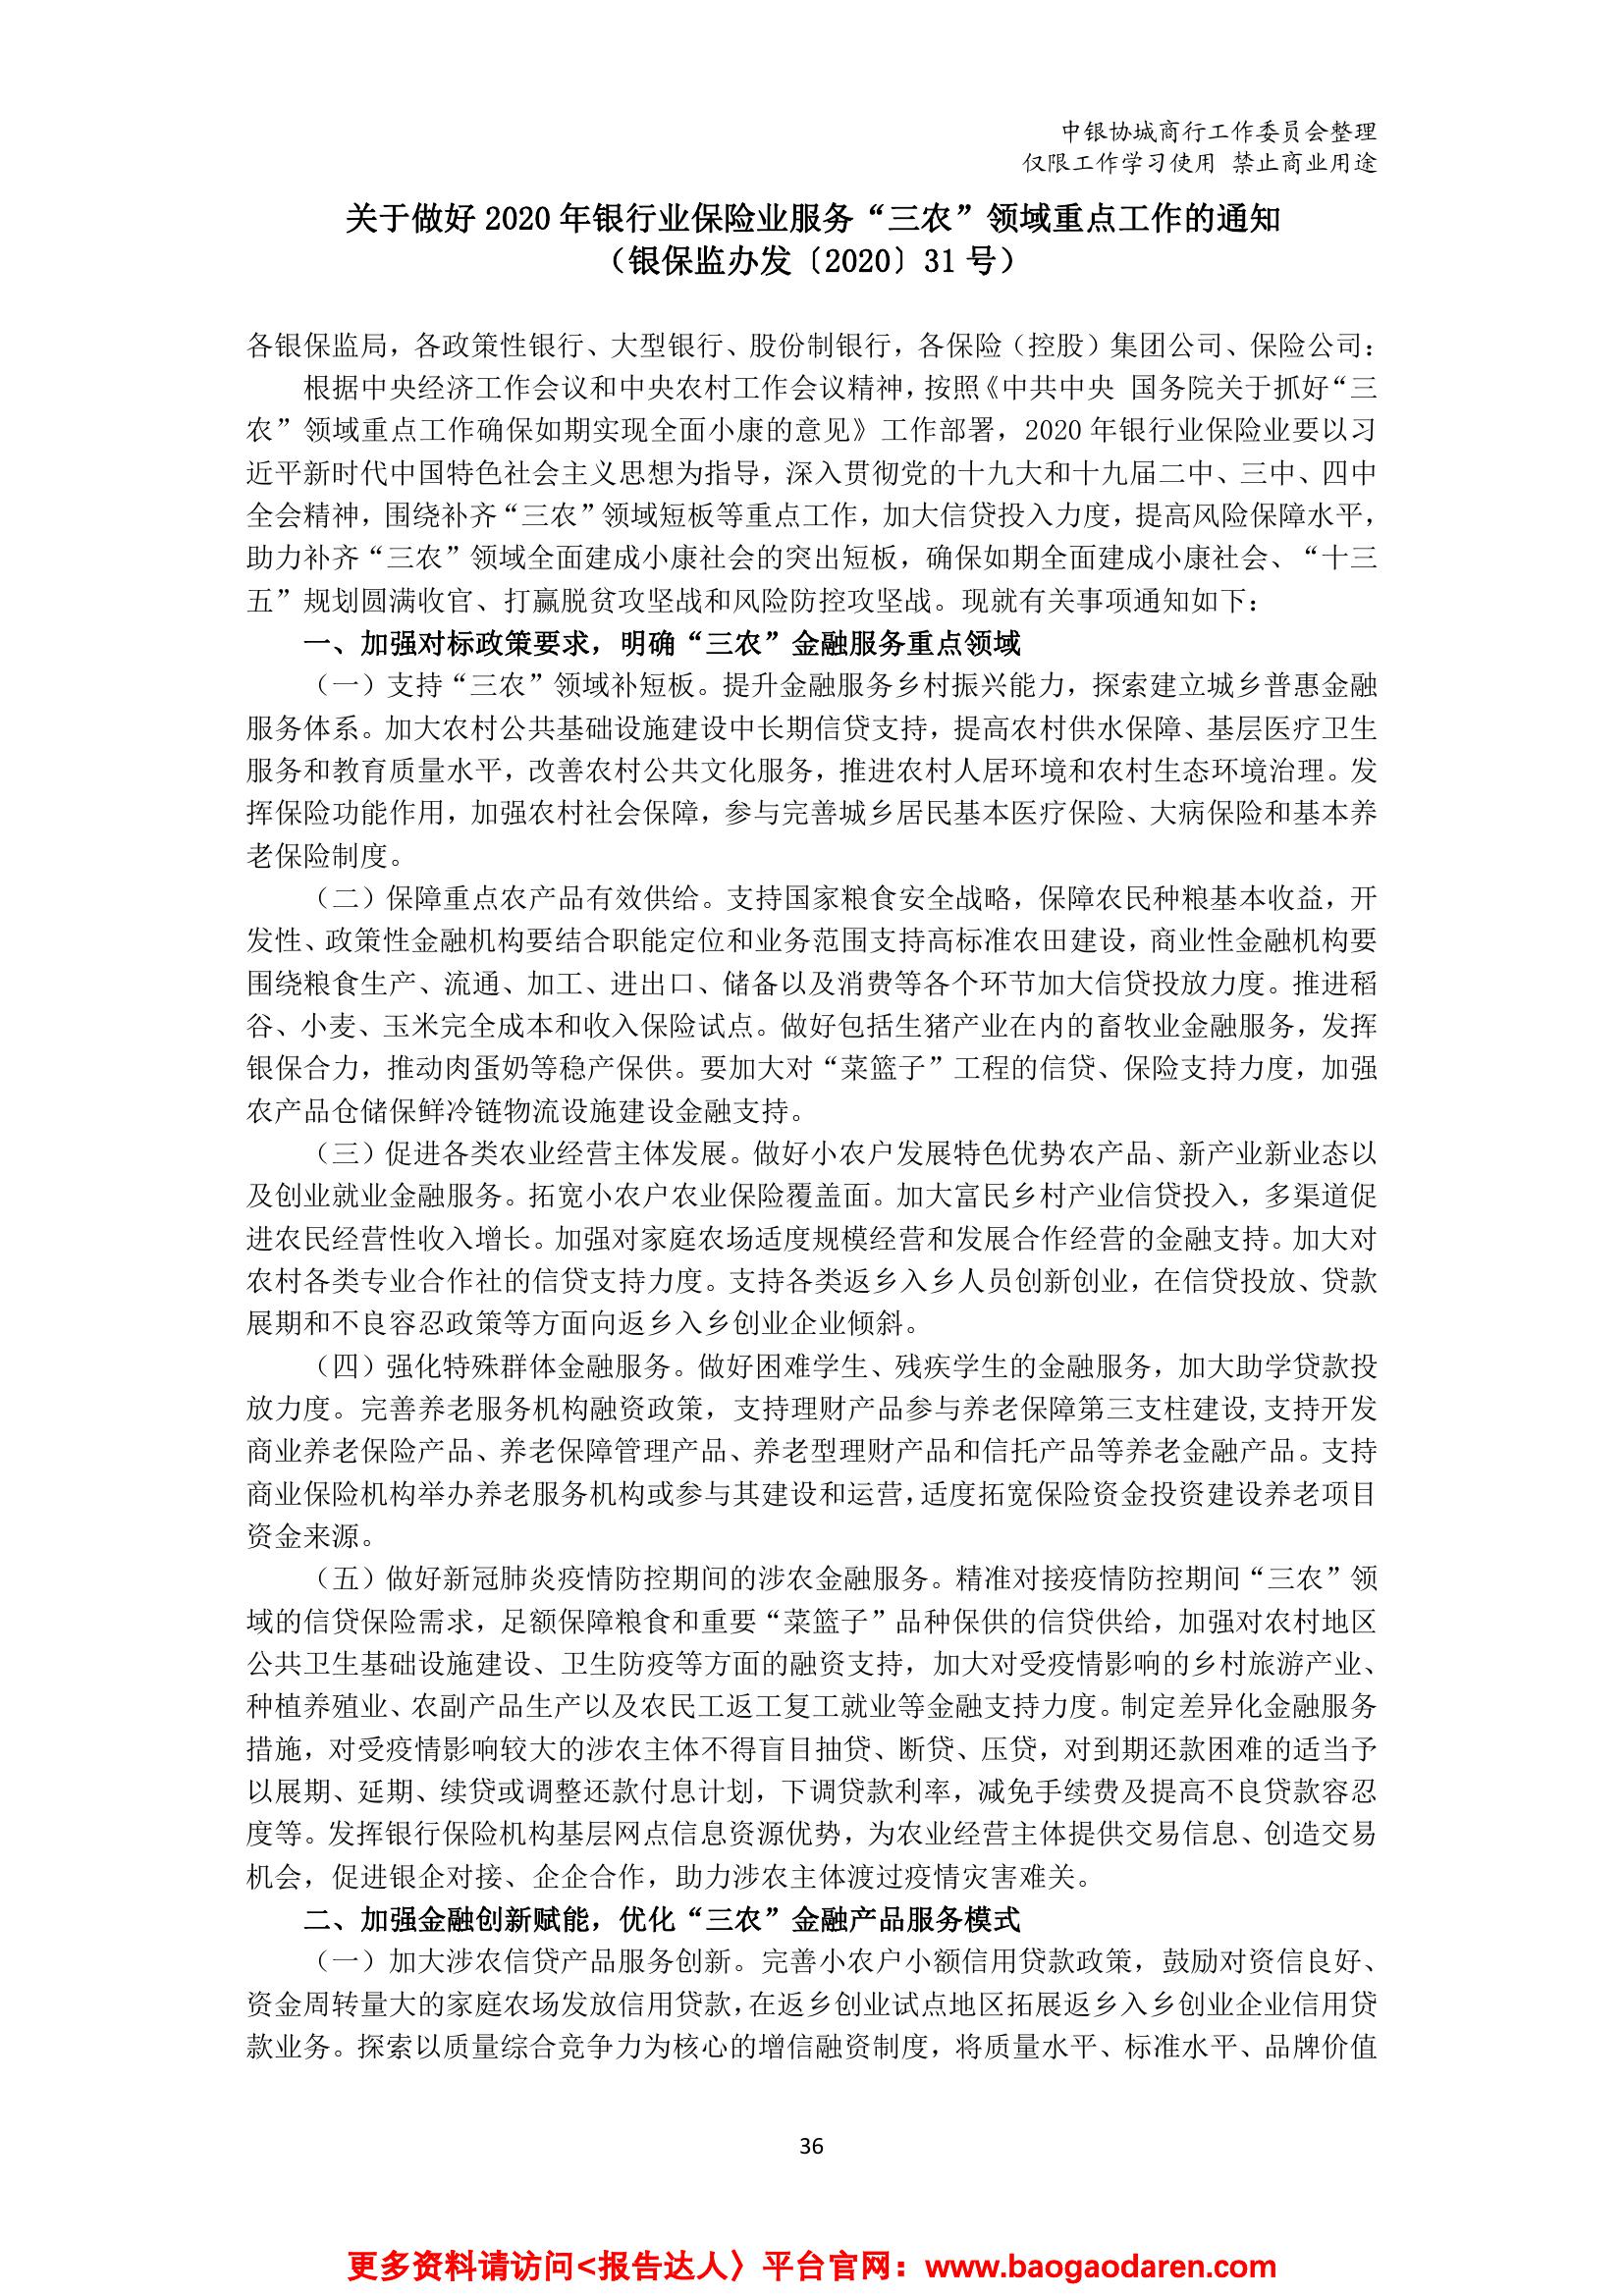 中银协城商行工作委员会整理
仅限工作学习使用 禁止商业用途
关于做好 2020 年银行业保险业服务“三农”领域重点工作的通知
（银保监办发〔2020〕31 号）
各银保监局，各政策性银行、大型银行、股份制银行，各保险（控股）集团公司、保险公司：
根据中央经济工作会议和中央农村工作会议精神，按照《中共中央 国务院关于抓好“三
农”领域重点工作确保如期实现全面小康的意见》工作部署，2020 年银行业保险业要以习
近平新时代中国特色社会主义思想为指导，深入贯彻党的十九大和十九届二中、三中、四中
全会精神，围绕补齐“三农”领域短板等重点工作，加大信贷投入力度，提高风险保障水平，
助力补齐“三农”领域全面建成小康社会的突出短板，确保如期全面建成小康社会、“十三
五”规划圆满收官、打赢脱贫攻坚战和风险防控攻坚战。现就有关事项通知如下：
一、加强对标政策要求，明确“三农”金融服务重点领域
（一）支持“三农”领域补短板。提升金融服务乡村振兴能力，探索建立城乡普惠金融
服务体系。加大农村公共基础设施建设中长期信贷支持，提高农村供水保障、基层医疗卫生
服务和教育质量水平，改善农村公共文化服务，推进农村人居环境和农村生态环境治理。发
挥保险功能作用，加强农村社会保障，参与完善城乡居民基本医疗保险、大病保险和基本养
老保险制度。
（二）保障重点农产品有效供给。支持国家粮食安全战略，保障农民种粮基本收益，开
发性、政策性金融机构要结合职能定位和业务范围支持高标准农田建设，商业性金融机构要
围绕粮食生产、流通、加工、进出口、储备以及消费等各个环节加大信贷投放力度。推进稻
谷、小麦、玉米完全成本和收入保险试点。做好包括生猪产业在内的畜牧业金融服务，发挥
银保合力，推动肉蛋奶等稳产保供。要加大对“菜篮子”工程的信贷、保险支持力度，加强
农产品仓储保鲜冷链物流设施建设金融支持。
（三）促进各类农业经营主体发展。做好小农户发展特色优势农产品、新产业新业态以
及创业就业金融服务。拓宽小农户农业保险覆盖面。加大富民乡村产业信贷投入，多渠道促
进农民经营性收入增长。加强对家庭农场适度规模经营和发展合作经营的金融支持。加大对
农村各类专业合作社的信贷支持力度。支持各类返乡入乡人员创新创业，在信贷投放、贷款
展期和不良容忍政策等方面向返乡入乡创业企业倾斜。
（四）强化特殊群体金融服务。做好困难学生、残疾学生的金融服务，加大助学贷款投
放力度。完善养老服务机构融资政策，支持理财产品参与养老保障第三支柱建设,支持开发
商业养老保险产品、养老保障管理产品、养老型理财产品和信托产品等养老金融产品。支持
商业保险机构举办养老服务机构或参与其建设和运营，适度拓宽保险资金投资建设养老项目
资金来源。
（五）做好新冠肺炎疫情防控期间的涉农金融服务。精准对接疫情防控期间“三农”领
域的信贷保险需求，足额保障粮食和重要“菜篮子”品种保供的信贷供给，加强对农村地区
公共卫生基础设施建设、卫生防疫等方面的融资支持，加大对受疫情影响的乡村旅游产业、
种植养殖业、农副产品生产以及农民工返工复工就业等金融支持力度。制定差异化金融服务
措施，对受疫情影响较大的涉农主体不得盲目抽贷、断贷、压贷，对到期还款困难的适当予
以展期、延期、续贷或调整还款付息计划，下调贷款利率，减免手续费及提高不良贷款容忍
度等。发挥银行保险机构基层网点信息资源优势，为农业经营主体提供交易信息、创造交易
机会，促进银企对接、企企合作，助力涉农主体渡过疫情灾害难关。
二、加强金融创新赋能，优化“三农”金融产品服务模式
（一）加大涉农信贷产品服务创新。完善小农户小额信用贷款政策，鼓励对资信良好、
资金周转量大的家庭农场发放信用贷款，在返乡创业试点地区拓展返乡入乡创业企业信用贷
款业务。探索以质量综合竞争力为核心的增信融资制度，将质量水平、标准水平、品牌价值
36
更多资料请访问<报告达人〉平台官网：www.baogaodaren.com